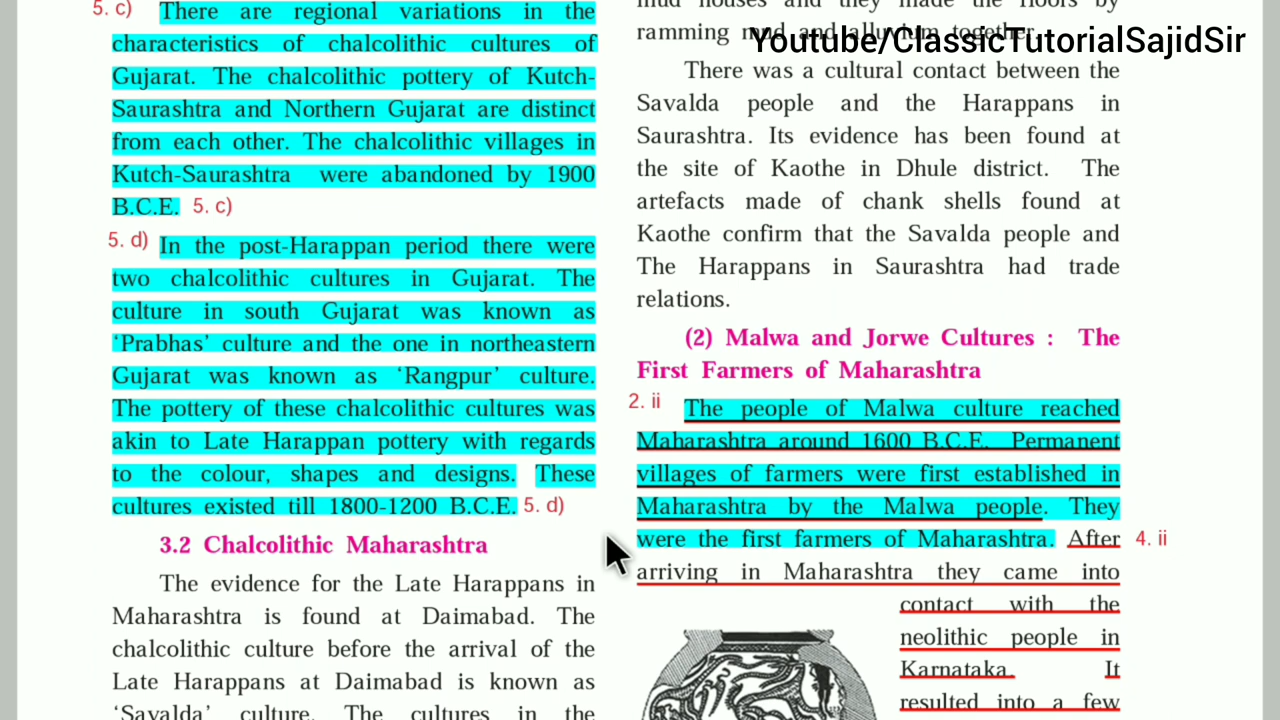 5. c) There are regional variations in the
characteristics of chalcolithic cultures of
Gujarat. The chalcolithic pottery of Kutch-
Saurashtra and Northern Gujarat are distinct
from each other. The chalcolithic villages in
Kutch-Saurashtra were abandoned by 1900
B.C.E. 5. c)
5. d) In the post-Harappan period there were
two chalcolithic cultures in Gujarat. The
culture in south Gujarat was known as
‘Prabhas’ culture and the one in northeastern
Gujarat was known as ‘Rangpur’ culture.
The pottery of these chalcolithic cultures was
akin to Late Harappan pottery with regards
to the colour, shapes and designs. These
cultures existed till 1800-1200 B.C.E. 5. d)
3.2 Chalcolithic Maharashtra
The evidence for the Late Harappans in
Maharashtra is found at Daimabad. The
chalcolithic culture before the arrival of the
Late Harappans at Daimabad is known as
‘Savalda’ culture. The cultures in the
mud houses and they made the floors by
ramming mud and alluvium together.
Youtube/ClassicTutorialSajidSir
There was a cultural contact between the
Savalda people and the Harappans in
Saurashtra. Its evidence has been found at
the site of Kaothe in Dhule district. The
artefacts made of chank shells found at
Kaothe confirm that the Savalda people and
The Harappans in Saurashtra had trade
relations.
(2) Malwa and Jorwe Cultures : The
First Farmers of Maharashtra
2. ii The people of Malwa culture reached
Maharashtra around 1600 B.C.E. Permanent
villages of farmers were first established in
Maharashtra by the Malwa people. They
were the first farmers of Maharashtra. After 4. ii
arriving in Maharashtra they came into
contact with the
neolithic people in
Karnataka. It
resulted into a few